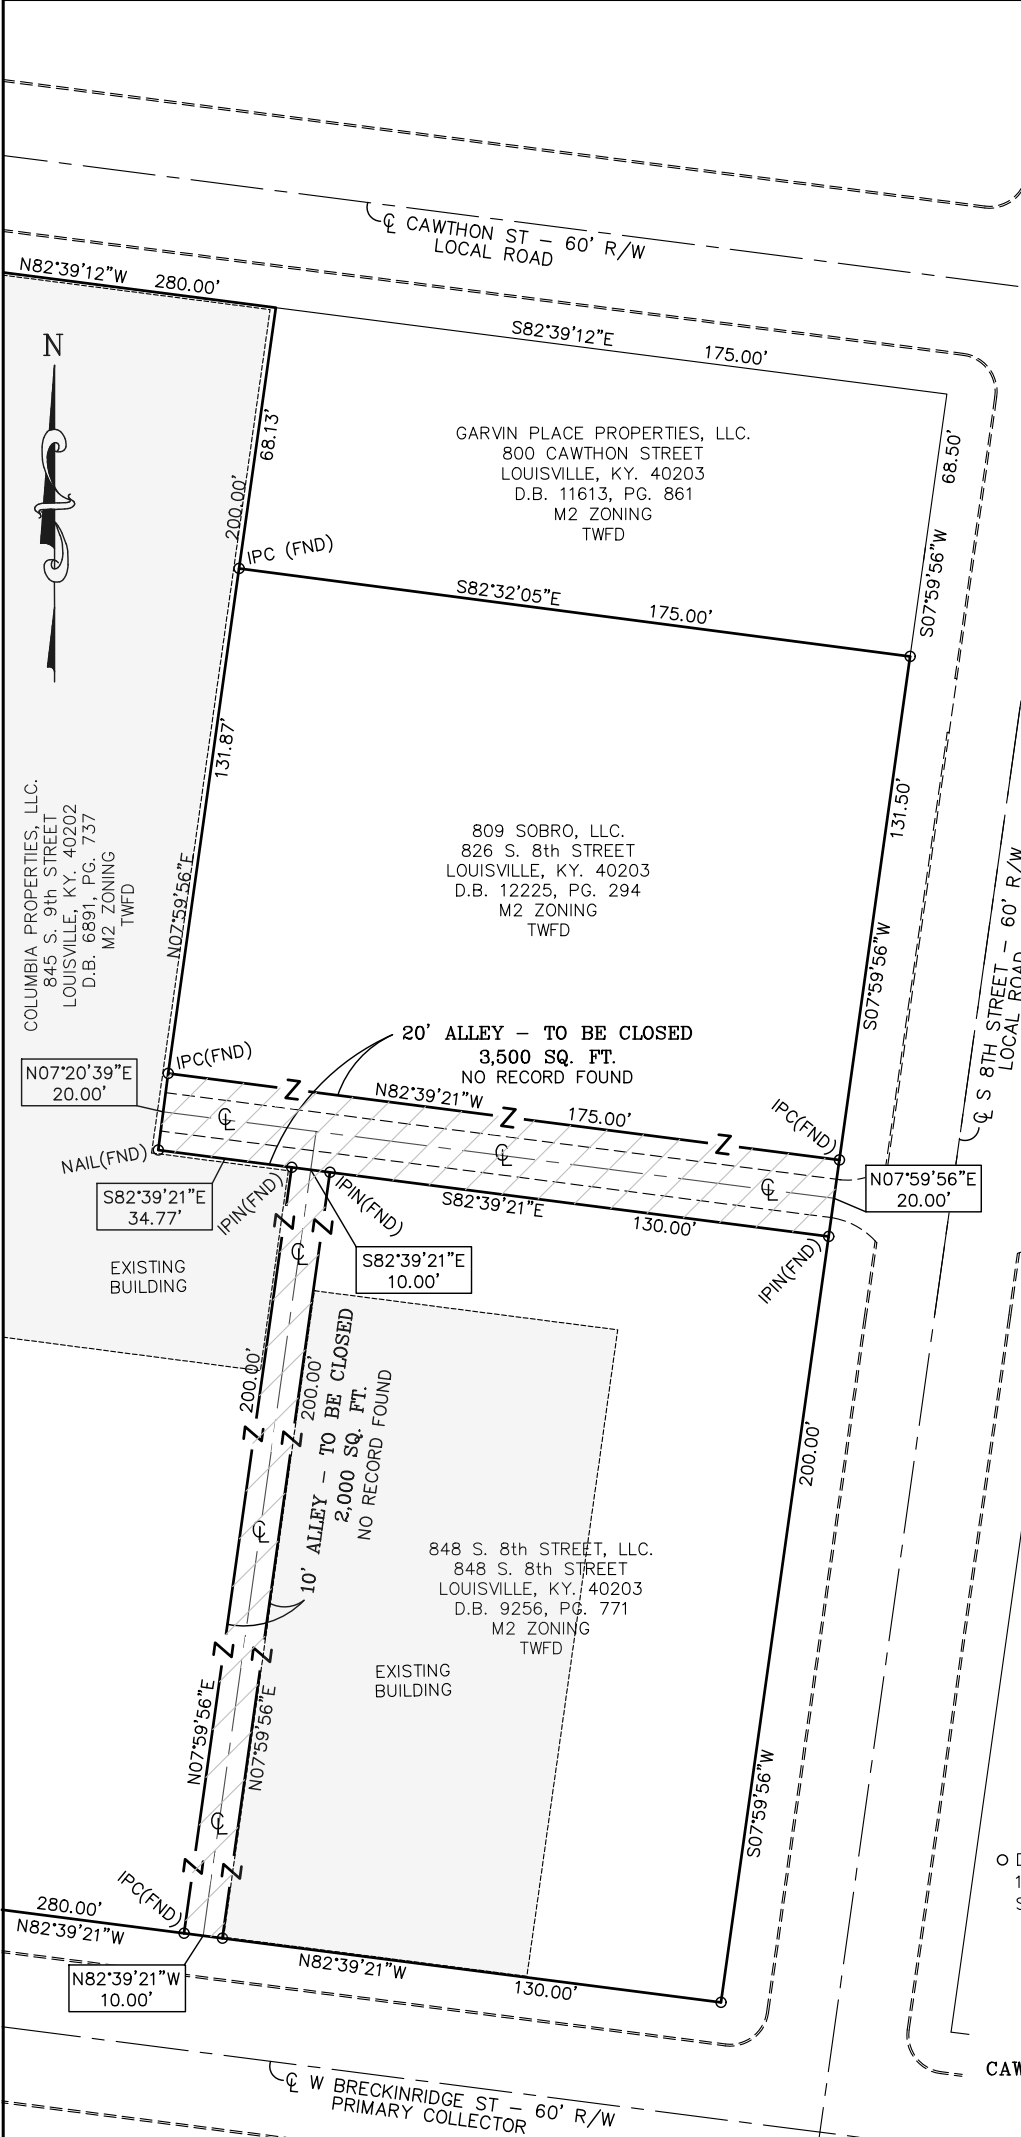 ℄ CAWTHON ST – 60' R/W
LOCAL ROAD
N82°39'12"W 280.00'
S82°39'12"E 175.00'
N
68.13'
200.00'
GARVIN PLACE PROPERTIES, LLC.
800 CAWTHON STREET
LOUISVILLE, KY. 40203
D.B. 11613, PG. 861
M2 ZONING
TWFD
68.50'
S07°59'56"W
IPC (FND)
S82°32'05"E 175.00'
131.87'
N07°59'56"E
COLUMBIA PROPERTIES, LLC.
845 S. 9th STREET
LOUISVILLE, KY. 40202
D.B. 6891, PG. 737
M2 ZONING
TWFD
809 SOBRO, LLC.
826 S. 8th STREET
LOUISVILLE, KY. 40203
D.B. 12225, PG. 294
M2 ZONING
TWFD
131.50'
S07°59'56"W
℄ S 8TH STREET – 60' R/W
LOCAL ROAD
20' ALLEY – TO BE CLOSED
3,500 SQ. FT.
NO RECORD FOUND
IPC(FND)
N07°20'39"E
20.00'
Z
N82°39'21"W 175.00'
Z
Z
IPC(FND)
℄
℄
℄
NAIL(FND)
N07°59'56"E
20.00'
S82°39'21"E
34.77'
IPIN(FND)
IPIN(FND)
S82°39'21"E 130.00'
IPIN(FND)
Z
Z
℄
S82°39'21"E
10.00'
EXISTING
BUILDING
200.00'
200.00'
10' ALLEY – TO BE CLOSED
2,000 SQ. FT.
NO RECORD FOUND
Z
Z
200.00'
℄
848 S. 8th STREET, LLC.
848 S. 8th STREET
LOUISVILLE, KY. 40203
D.B. 9256, PG. 771
M2 ZONING
TWFD
Z
Z
EXISTING
BUILDING
N07°59'56"E
N07°59'56"E
S07°59'56"W
℄
Z
Z
IPC(FND)
280.00'
N82°39'21"W
N82°39'21"W 130.00'
N82°39'21"W
10.00'
℄ W BRECKINRIDGE ST – 60' R/W
PRIMARY COLLECTOR
D
1
S
CAW